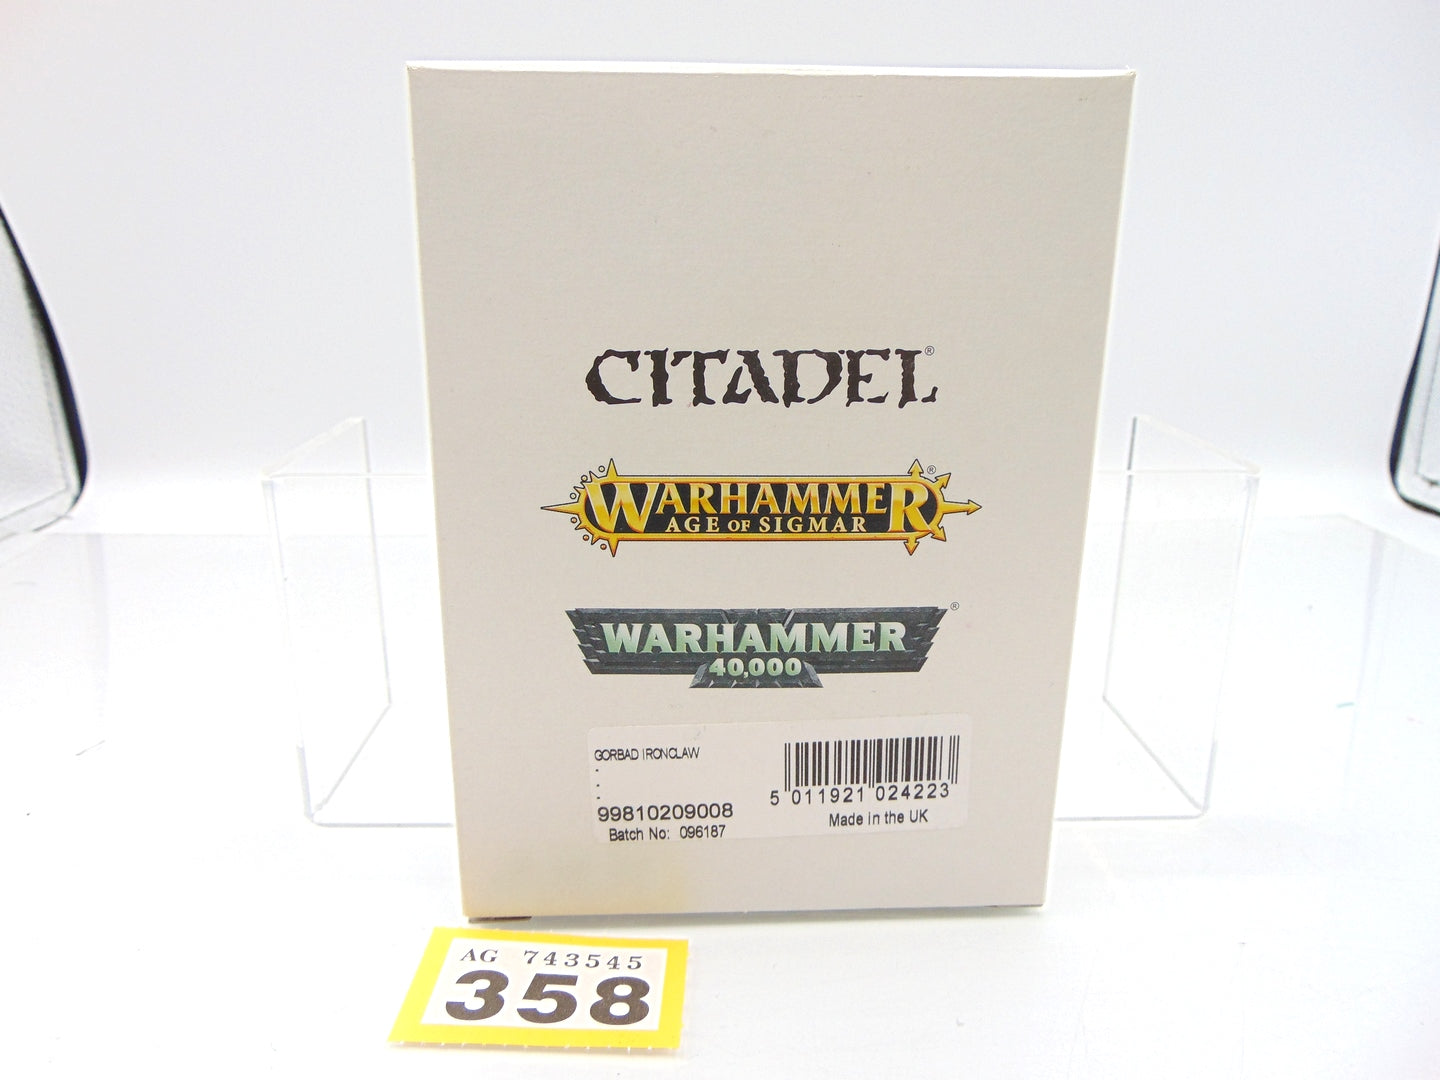 CITADEL®
WARHAMMER®
AGE OF SIGMAR
WARHAMMER®
40,000
GORBAD IRONCLAW
99810209008
Batch No: 096187
5 011921 024223
Made in the UK
AG 743545
358